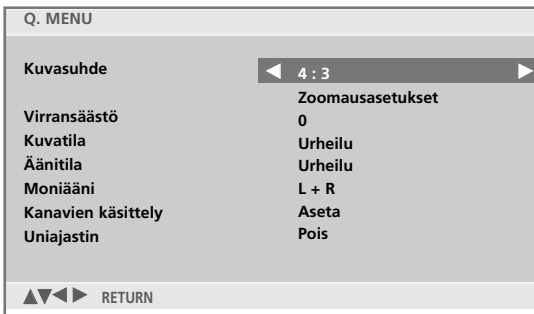 Q. MENU
Kuvasuhde 4 : 3
Zoomausasetukset
Virransäästö 0
Kuvatila Urheilu
Äänitila Urheilu
Moniääni L + R
Kanavien käsittely Aseta
Uniajastin Pois
RETURN